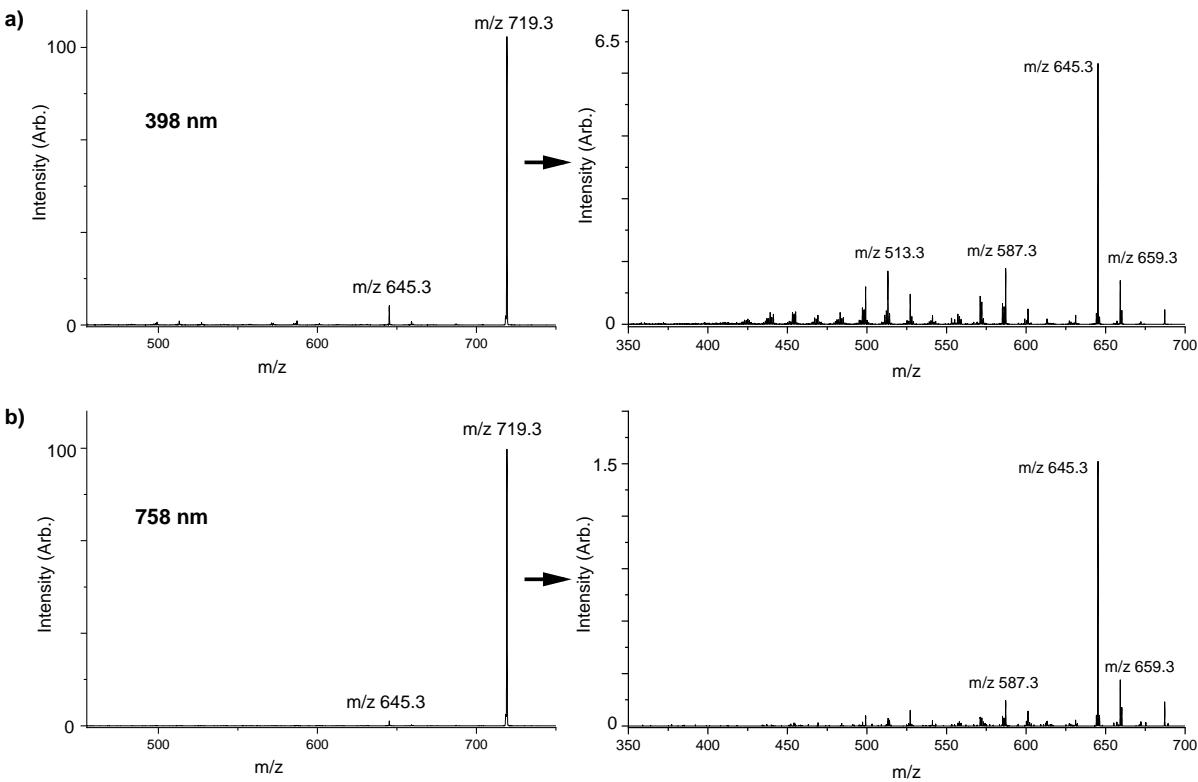 a)
m/z 719.3
100
398 nm
m/z 645.3
0
500 600 700
m/z
Intensity (Arb.)
6.5
m/z 645.3
m/z 513.3
m/z 587.3
m/z 659.3
0
350 400 450 500 550 600 650 700
m/z
Intensity (Arb.)
b)
m/z 719.3
100
758 nm
m/z 645.3
0
500 600 700
m/z
Intensity (Arb.)
1.5
m/z 645.3
m/z 587.3
m/z 659.3
0
350 400 450 500 550 600 650 700
m/z
Intensity (Arb.)